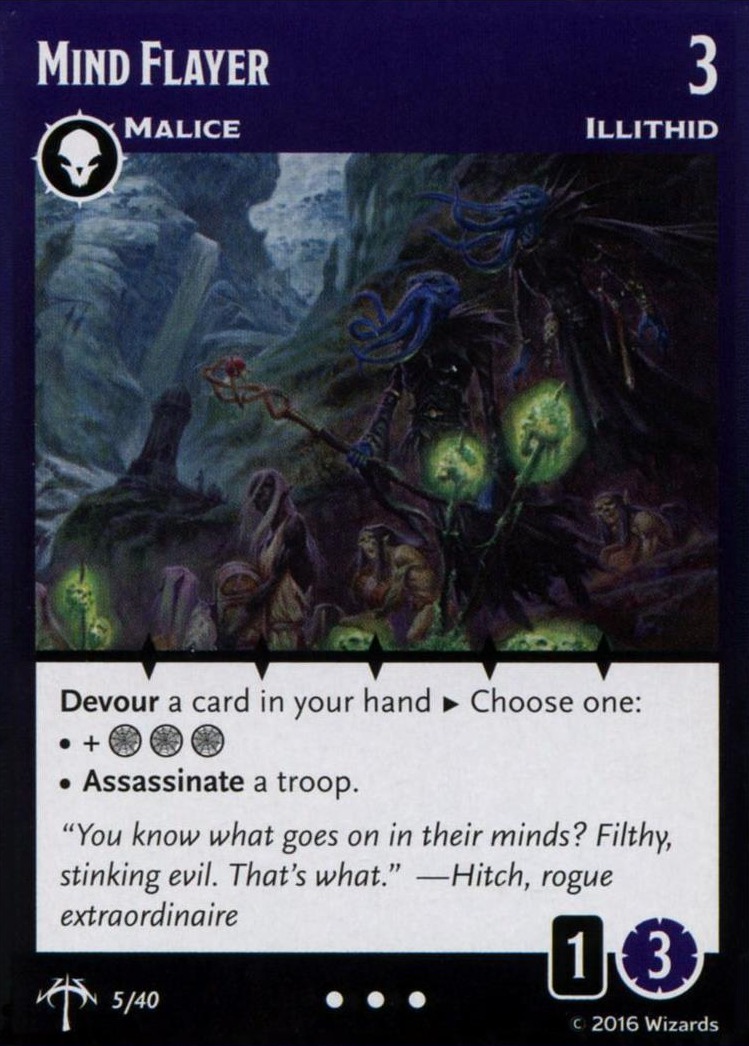 MIND FLAYER 3
MALICE ILLITHID
Devour a card in your hand ▸ Choose one:
• +
• Assassinate a troop.
“You know what goes on in their minds? Filthy,
stinking evil. That’s what.” —Hitch, rogue
extraordinaire
1 3
5/40
© 2016 Wizards